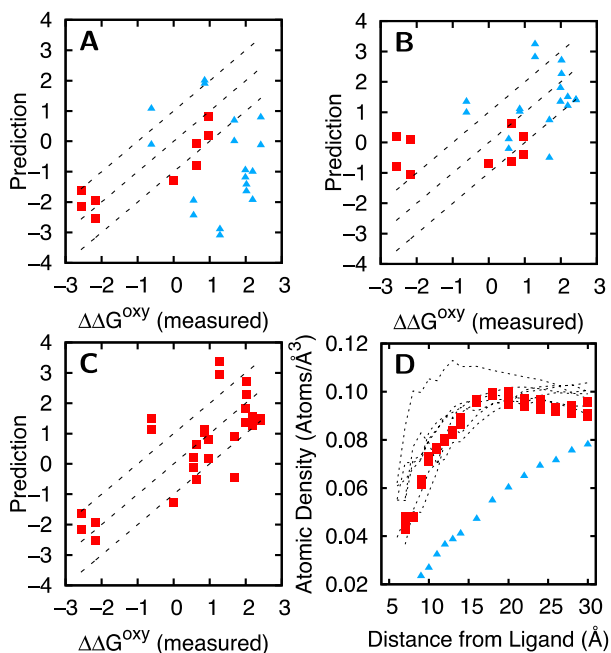 A
B
Prediction
Prediction
4
3
2
1
0
−1
−2
−3
−4
4
3
2
1
0
−1
−2
−3
−4
−3 −2 −1 0 1 2 3
−3 −2 −1 0 1 2 3
ΔΔG^oxy (measured)
ΔΔG^oxy (measured)
C
D
Prediction
Atomic Density (Atoms/Å³)
4
3
2
1
0
−1
−2
−3
−4
0.12
0.10
0.08
0.06
0.04
0.02
−3 −2 −1 0 1 2 3
5 10 15 20 25 30
ΔΔG^oxy (measured)
Distance from Ligand (Å)